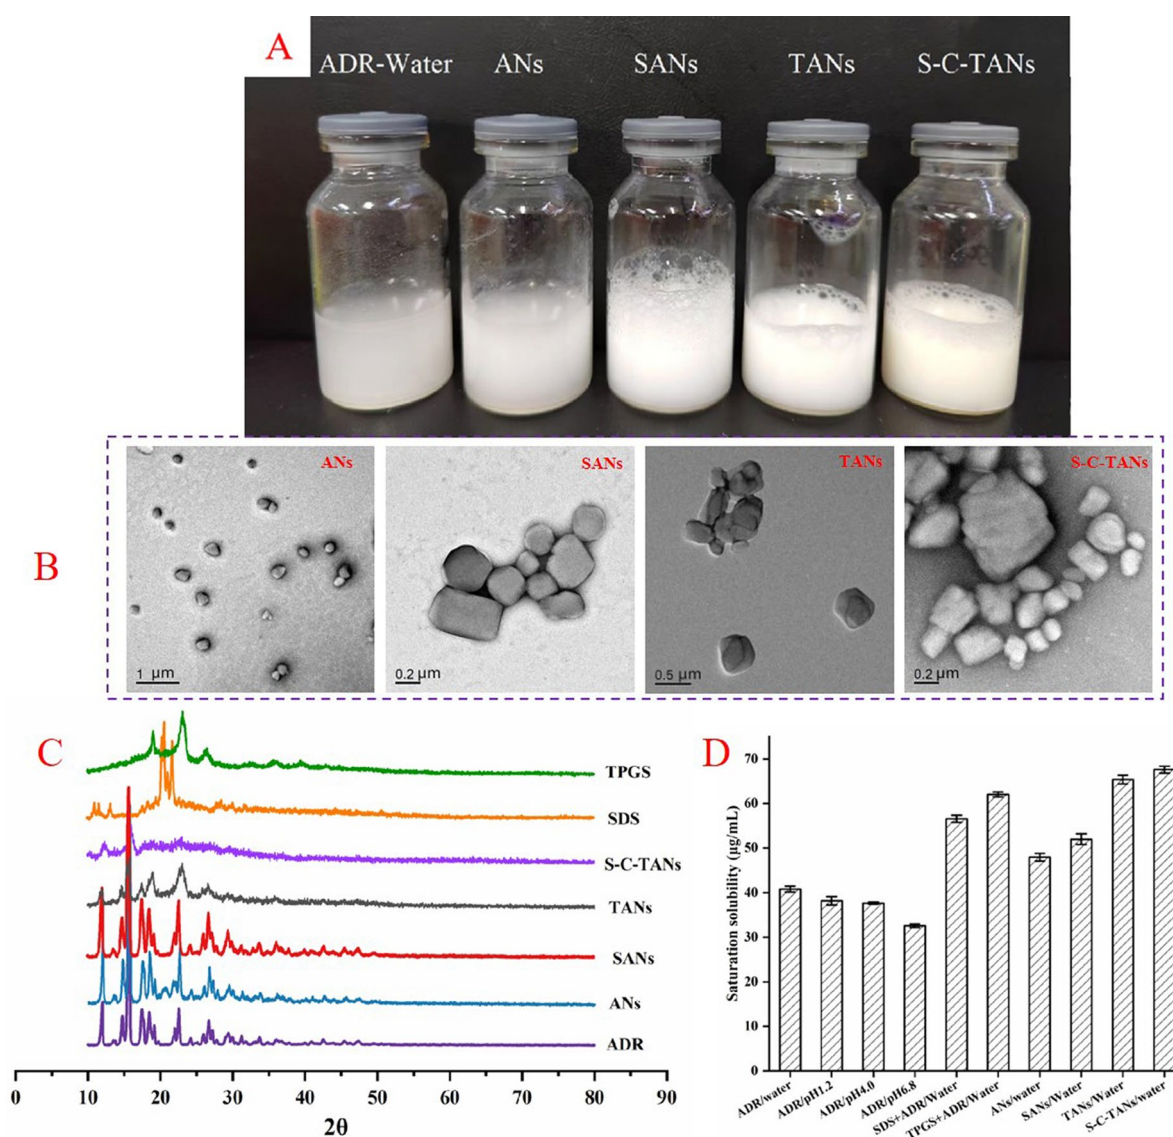 A
ADR-Water ANs SANs TANs S-C-TANs
B
ANs SANs TANs S-C-TANs
1 μm 0.2 μm 0.5 μm 0.2 μm
C
TPGS
SDS
S-C-TANs
TANs
SANs
ANs
ADR
0 10 20 30 40 50 60 70 80 90
2θ
D
Saturation solubility (μg/mL)
70
60
50
40
30
20
10
0
ADR/water
ADR/pH1,2
ADR/pH4,0
ADR/pH6,8
SDS+ADR/Water
TPGS+ADR/Water
ANs/water
SANs/Water
TANs/Water
S-C-TANs/water